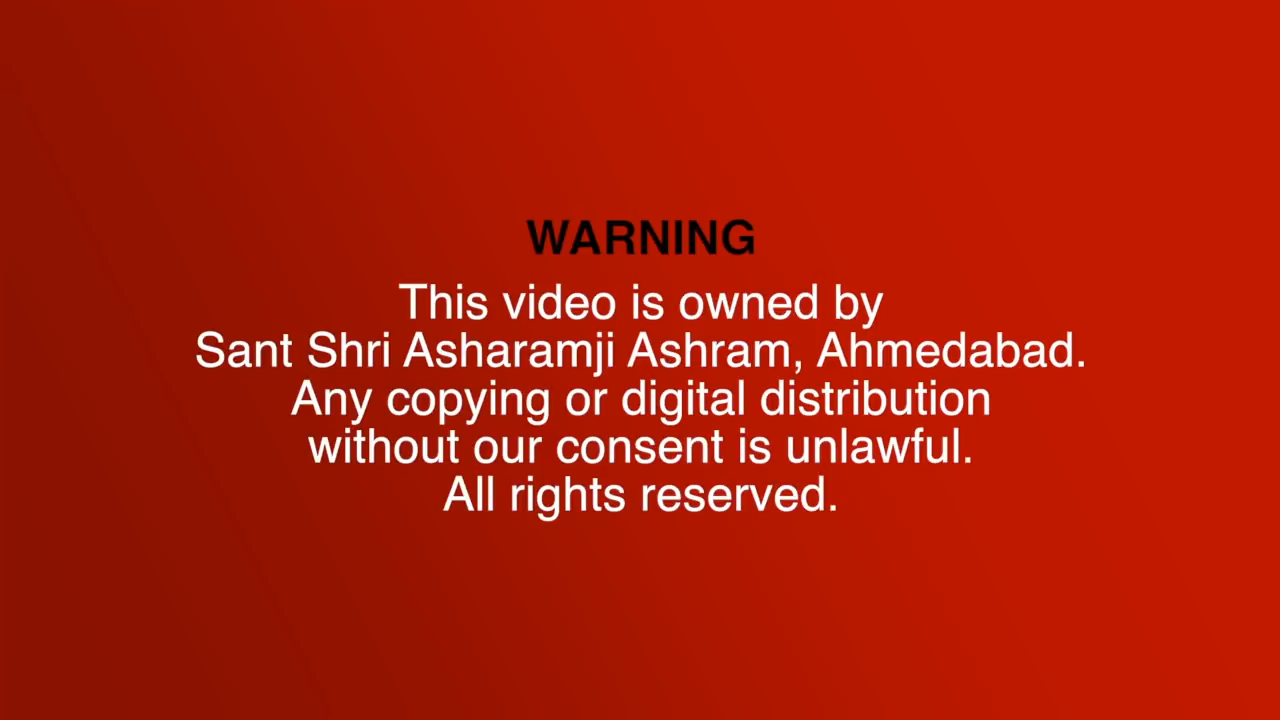 WARNING
This video is owned by
Sant Shri Asharamji Ashram, Ahmedabad.
Any copying or digital distribution
without our consent is unlawful.
All rights reserved.